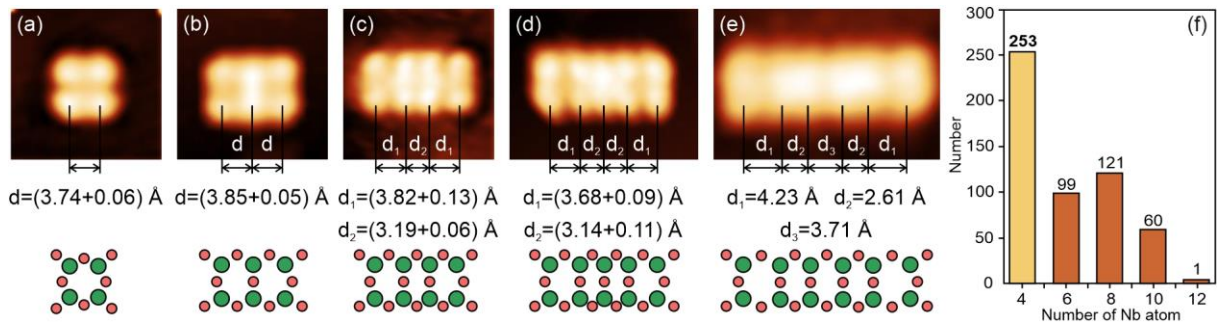 (a)
d
d=(3.74+0.06) Å
(b)
d d
d=(3.85+0.05) Å
(c)
d1 d2 d1
d1=(3.82+0.13) Å
d2=(3.19+0.06) Å
(d)
d1 d2 d2 d1
d1=(3.68+0.09) Å
d2=(3.14+0.11) Å
(e)
d1 d2 d3 d2 d1
d1=4.23 Å d2=2.61 Å
d3=3.71 Å
(f)
Number
300
250
200
150
100
50
0
253
99
121
60
1
4 6 8 10 12
Number of Nb atom